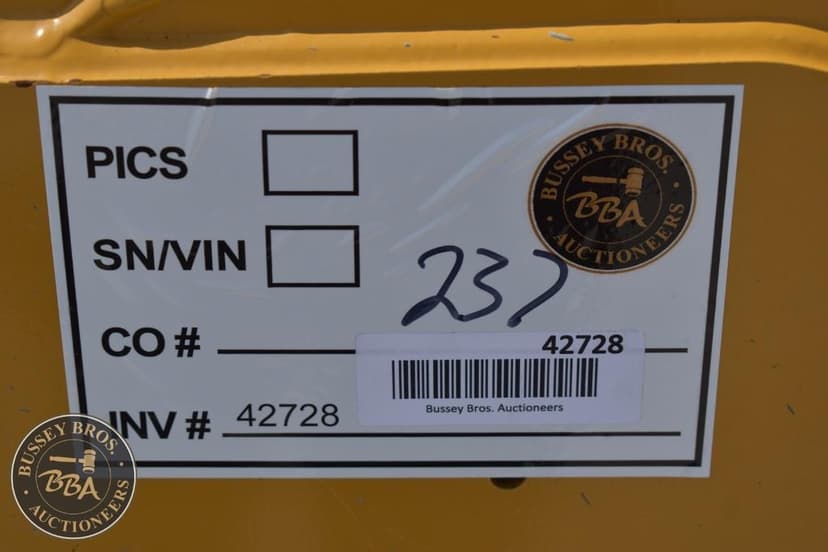 PICS
BUSSEY BROS.
BBA
AUCTIONEERS
SN/VIN
237
CO #
42728
Bussey Bros. Auctioneers
INV # 42728
BUSSEY BROS.
BBA
AUCTIONEERS